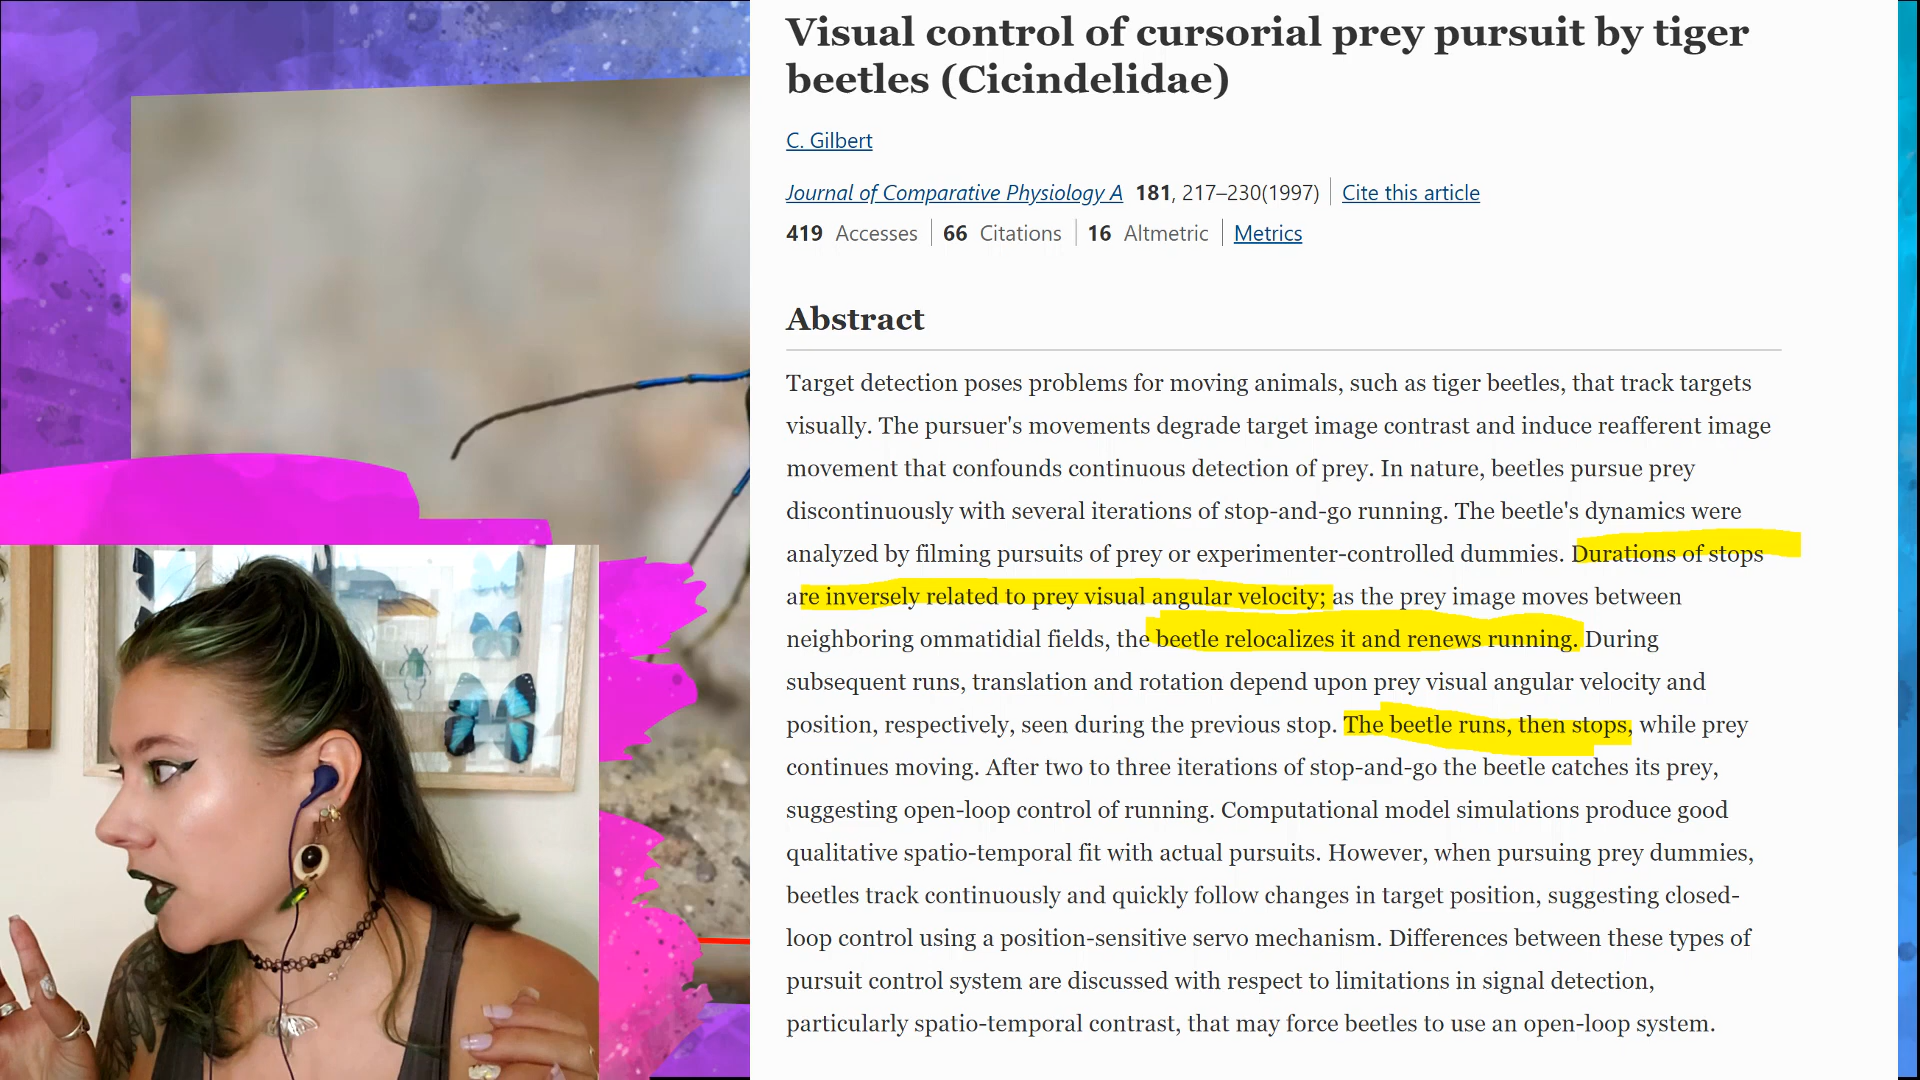 Visual control of cursorial prey pursuit by tiger
beetles (Cicindelidae)
C. Gilbert
Journal of Comparative Physiology A 181, 217–230(1997) Cite this article
419 Accesses 66 Citations 16 Altmetric Metrics
Abstract
Target detection poses problems for moving animals, such as tiger beetles, that track targets
visually. The pursuer's movements degrade target image contrast and induce reafferent image
movement that confounds continuous detection of prey. In nature, beetles pursue prey
discontinuously with several iterations of stop-and-go running. The beetle's dynamics were
analyzed by filming pursuits of prey or experimenter-controlled dummies. Durations of stops
are inversely related to prey visual angular velocity; as the prey image moves between
neighboring ommatidial fields, the beetle relocalizes it and renews running. During
subsequent runs, translation and rotation depend upon prey visual angular velocity and
position, respectively, seen during the previous stop. The beetle runs, then stops, while prey
continues moving. After two to three iterations of stop-and-go the beetle catches its prey,
suggesting open-loop control of running. Computational model simulations produce good
qualitative spatio-temporal fit with actual pursuits. However, when pursuing prey dummies,
beetles track continuously and quickly follow changes in target position, suggesting closed-
loop control using a position-sensitive servo mechanism. Differences between these types of
pursuit control system are discussed with respect to limitations in signal detection,
particularly spatio-temporal contrast, that may force beetles to use an open-loop system.